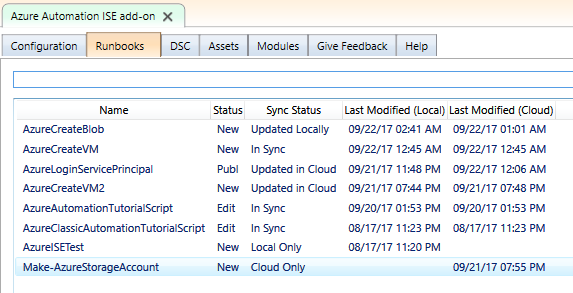 Azure Automation ISE add-on
Configuration Runbooks DSC Assets Modules Give Feedback Help
Name Status Sync Status Last Modified (Local) Last Modified (Cloud)
AzureCreateBlob New Updated Locally 09/22/17 02:41 AM 09/22/17 01:01 AM
AzureCreateVM New In Sync 09/22/17 12:45 AM 09/22/17 12:45 AM
AzureLoginServicePrincipal Publ Updated in Cloud 09/21/17 11:48 PM 09/22/17 12:06 AM
AzureCreateVM2 New Updated in Cloud 09/21/17 07:44 PM 09/21/17 07:48 PM
AzureAutomationTutorialScript Edit In Sync 09/20/17 01:53 PM 09/20/17 01:53 PM
AzureClassicAutomationTutorialScript Edit In Sync 08/17/17 11:23 PM 08/17/17 11:23 PM
AzureISETest New Local Only 08/17/17 11:20 PM
Make-AzureStorageAccount New Cloud Only 09/21/17 07:55 PM